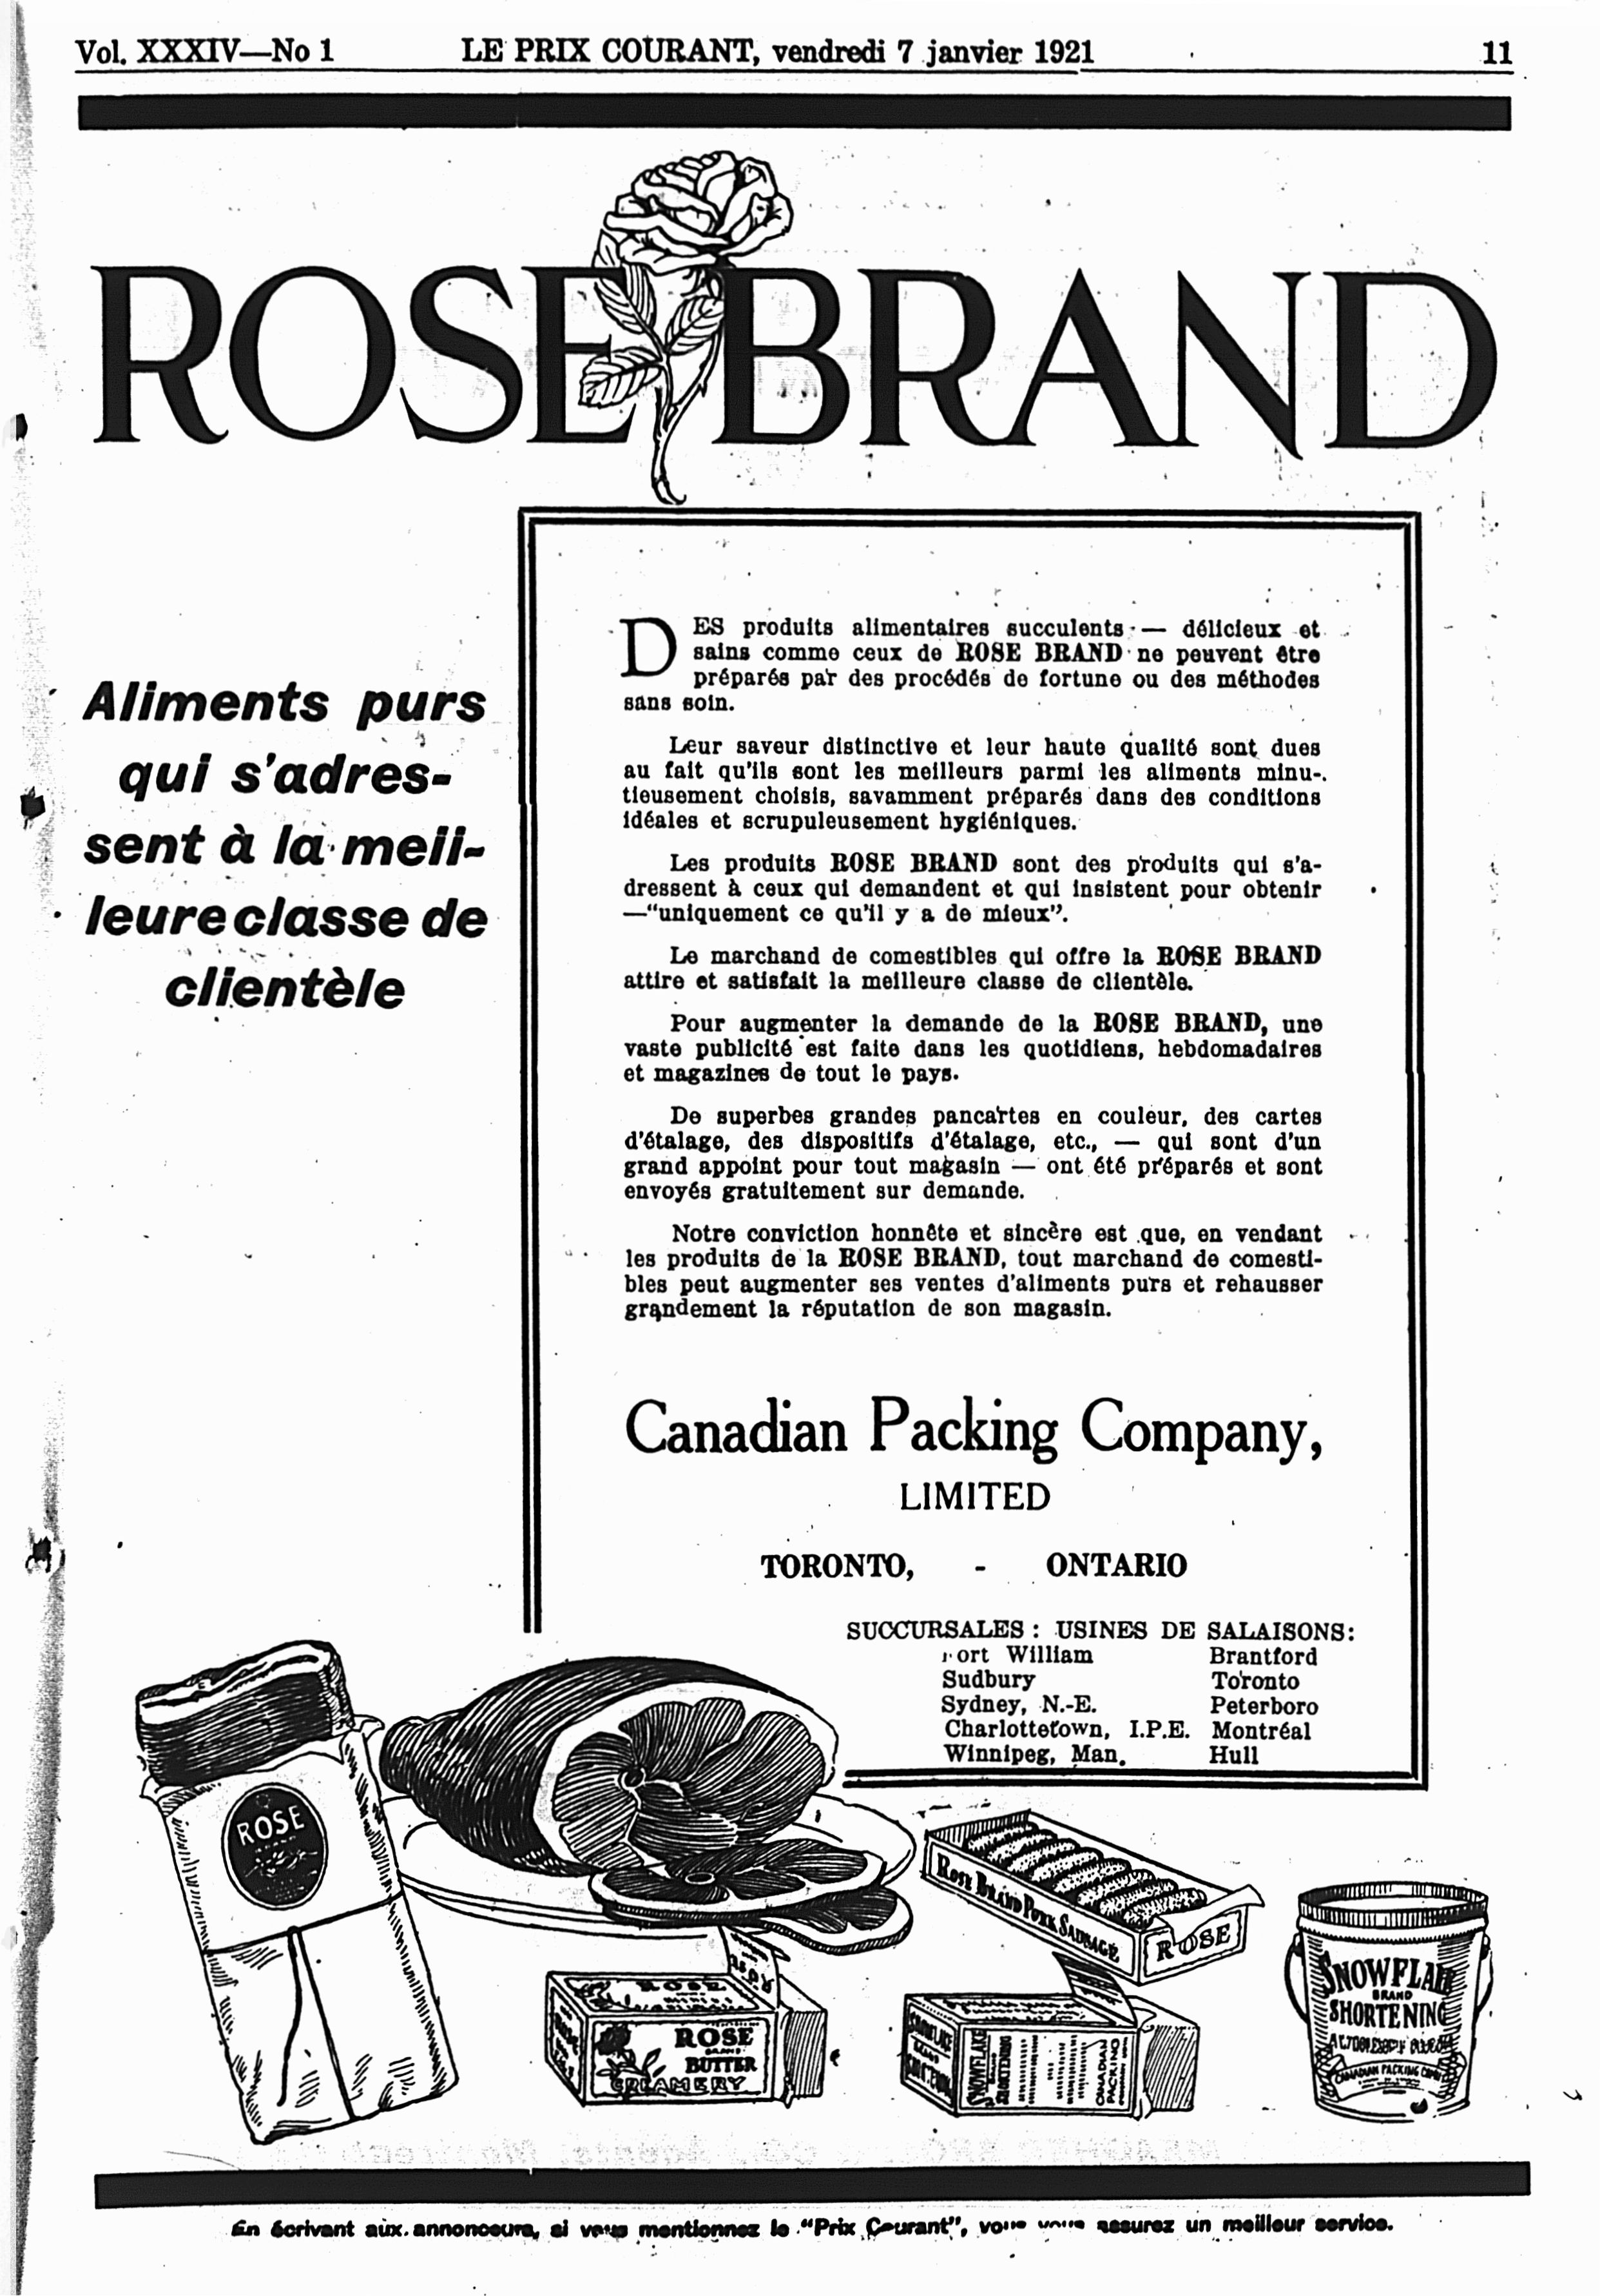 Vol. XXXIV—No 1 LE PRIX COURANT, vendredi 7 janvier 1921 11
ROSE BRAND
Aliments purs
qui s'adres-
sent à la meil-
leure classe de
clientèle
DES produits alimentaires succulents — délicieux et
sains comme ceux de ROSE BRAND ne peuvent être
préparés par des procédés de fortune ou des méthodes
sans soin.
Leur saveur distinctive et leur haute qualité sont dues
au fait qu'ils sont les meilleurs parmi les aliments minu-
tieusement choisis, savamment préparés dans des conditions
idéales et scrupuleusement hygiéniques.
Les produits ROSE BRAND sont des produits qui s'a-
dressent à ceux qui demandent et qui insistent pour obtenir
—"uniquement ce qu'il y a de mieux".
Le marchand de comestibles qui offre la ROSE BRAND
attire et satisfait la meilleure classe de clientèle.
Pour augmenter la demande de la ROSE BRAND, une
vaste publicité est faite dans les quotidiens, hebdomadaires
et magazines de tout le pays.
De superbes grandes pancartes en couleur, des cartes
d'étalage, des dispositifs d'étalage, etc., — qui sont d'un
grand appoint pour tout magasin — ont été préparés et sont
envoyés gratuitement sur demande.
Notre conviction honnête et sincère est que, en vendant
les produits de la ROSE BRAND, tout marchand de comesti-
bles peut augmenter ses ventes d'aliments purs et rehausser
grandement la réputation de son magasin.
Canadian Packing Company,
LIMITED
TORONTO, - ONTARIO
SUCCURSALES : USINES DE SALAISONS:
Fort William Brantford
Sudbury Toronto
Sydney, N.-E. Peterboro
Charlottetown, I.P.E. Montréal
Winnipeg, Man. Hull
ROSE
ROSE BRAND PORK SAUSAGE
ROSE
ROSE
ROSE
ROSE
BRAND
BUTTER
CREAMERY
SNOWFLAKE
SHORTENING
CANADIAN
PACKING
SNOWFLAKE
BRAND
SHORTENING
CANADIAN PACKING
En écrivant aux annonceurs, si vous mentionnez le "Prix Courant", vous vous assurez un meilleur service.